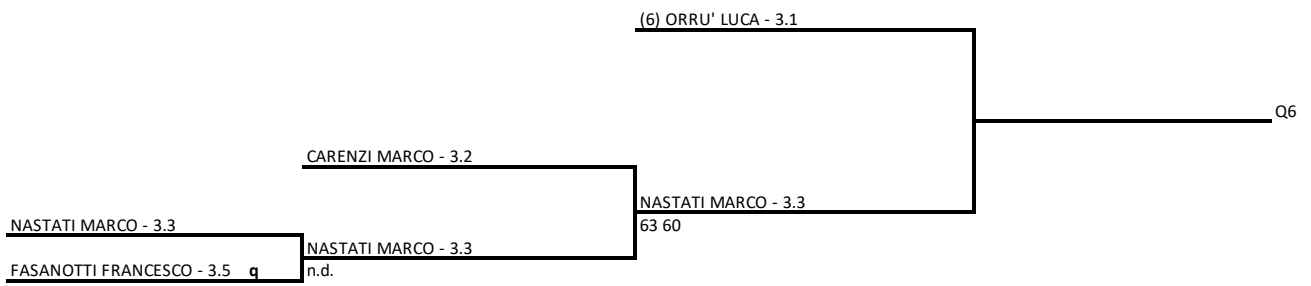 (6) ORRU' LUCA - 3.1
Q6
CARENZI MARCO - 3.2
NASTATI MARCO - 3.3
63 60
NASTATI MARCO - 3.3
NASTATI MARCO - 3.3
n.d.
FASANOTTI FRANCESCO - 3.5 q